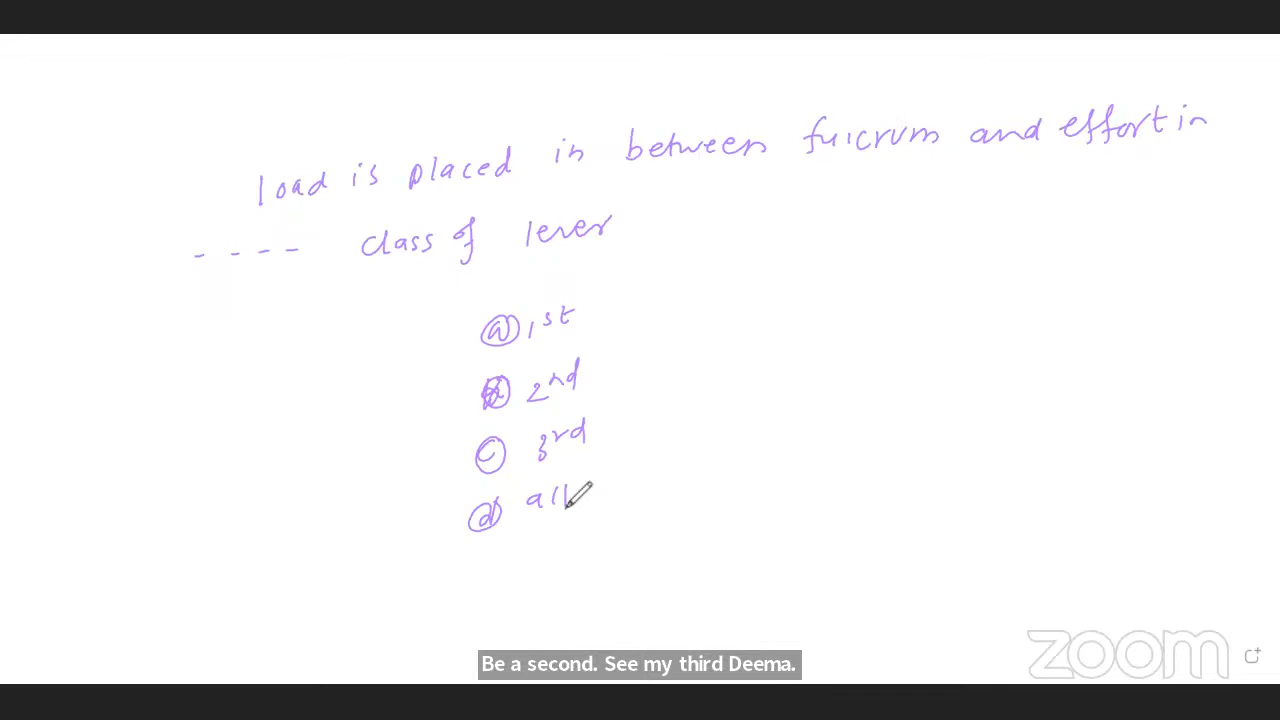 load is placed in between fulcrum and effort in
---- class of lever
(a) 1st
(b) 2nd
(c) 3rd
(d) all
Be a second. See my third Deema.
zoom